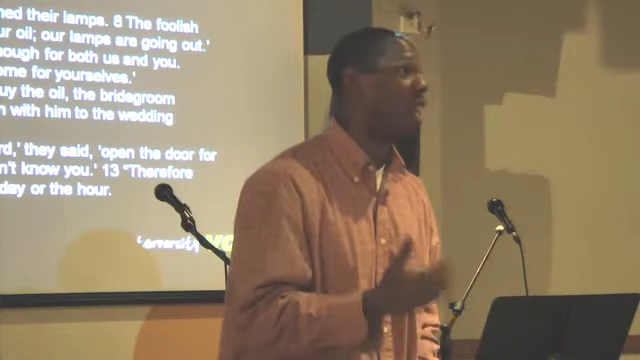 ned their lamps. 8 The foolish
ur oil; our lamps are going out.'
ough for both us and you.
ome for yourselves.'
uy the oil, the bridegroom
n with him to the wedding
rd,' they said, 'open the door for
n't know you.' 13 "Therefore
day or the hour.